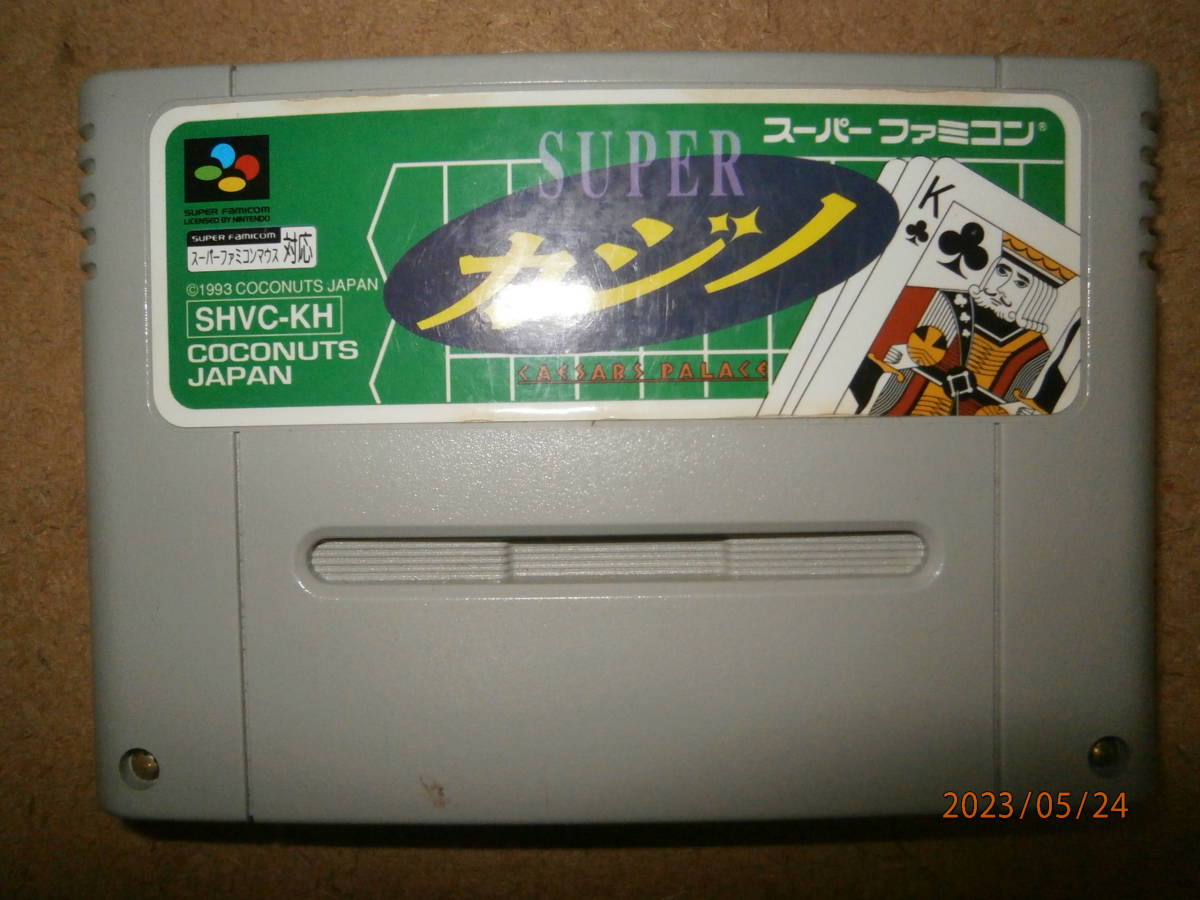 スーパーファミコン®
SUPER
カジノ
CAESARS PALACE
SUPER FAMICOM
LICENSED BY NINTENDO
SUPER FAMICOM
スーパーファミコンマウス 対応
©1993 COCONUTS JAPAN
SHVC-KH
COCONUTS
JAPAN
K
2023/05/24